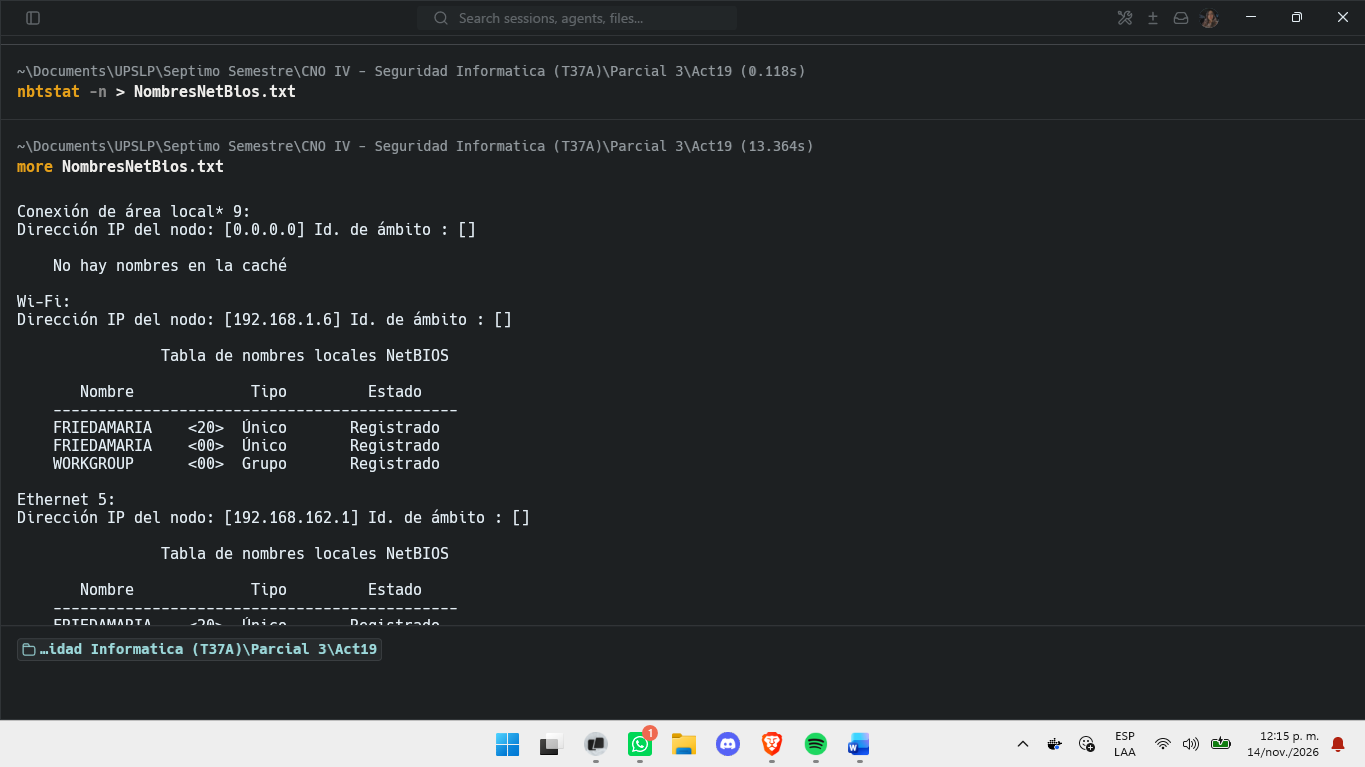 Search sessions, agents, files...
~\Documents\UPSLP\Septimo Semestre\CNO IV - Seguridad Informatica (T37A)\Parcial 3\Act19 (0.118s)
nbtstat -n > NombresNetBIos.txt
~\Documents\UPSLP\Septimo Semestre\CNO IV - Seguridad Informatica (T37A)\Parcial 3\Act19 (13.364s)
more NombresNetBios.txt
Conexión de área local* 9:
Dirección IP del nodo: [0.0.0.0] Id. de ámbito : []
No hay nombres en la caché
Wi-Fi:
Dirección IP del nodo: [192.168.1.6] Id. de ámbito : []
Tabla de nombres locales NetBIOS
Nombre Tipo Estado
---------------------------------------------
FRIEDAMARIA <20> Único Registrado
FRIEDAMARIA <00> Único Registrado
WORKGROUP <00> Grupo Registrado
Ethernet 5:
Dirección IP del nodo: [192.168.162.1] Id. de ámbito : []
Tabla de nombres locales NetBIOS
Nombre Tipo Estado
---------------------------------------------
FRIEDAMARIA <20> Único Registrado
…idad Informatica (T37A)\Parcial 3\Act19
1
W
ESP
LAA
12:15 p. m.
14/nov./2026